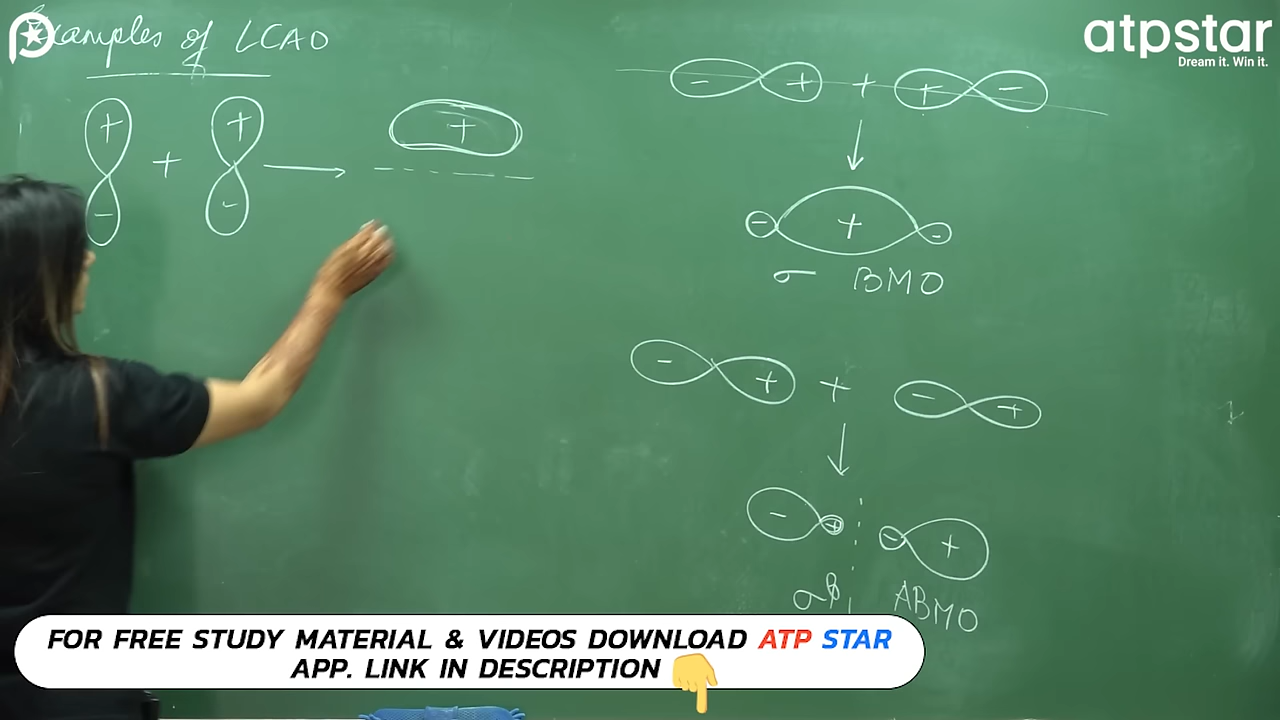 Examples of LCAO
atpstar
Dream it. Win it.
+ + + → +
- -
- + + + -
- + -
σ BMO
- + + - +
- + - +
σ* ABMO
FOR FREE STUDY MATERIAL & VIDEOS DOWNLOAD ATP STAR
APP. LINK IN DESCRIPTION